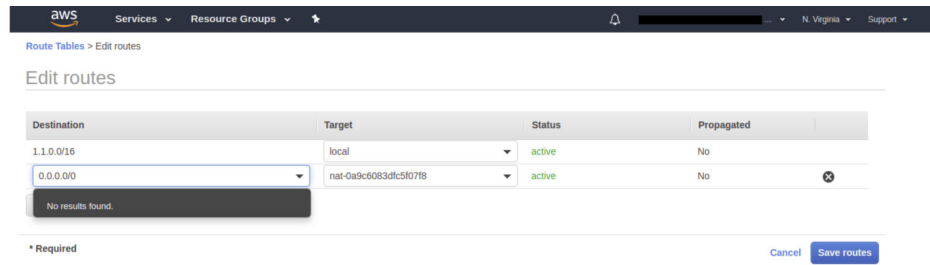 aws Services Resource Groups ... N. Virginia Support
Route Tables > Edit routes
Edit routes
Destination Target Status Propagated
1.1.0.0/16 local active No
0.0.0.0/0 nat-0a9c6083dfc5f07f8 active No
No results found.
* Required Cancel Save routes